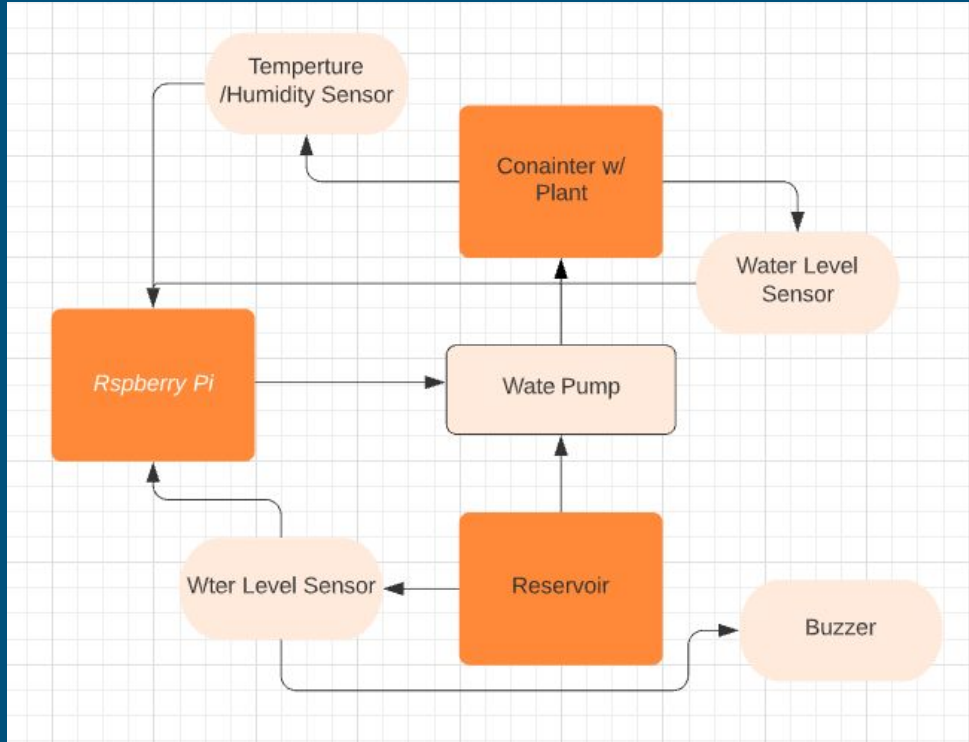 Temperture
/Humidity Sensor
Conainter w/
Plant
Water Level
Sensor
Rspberry Pi
Wate Pump
Wter Level Sensor
Reservoir
Buzzer